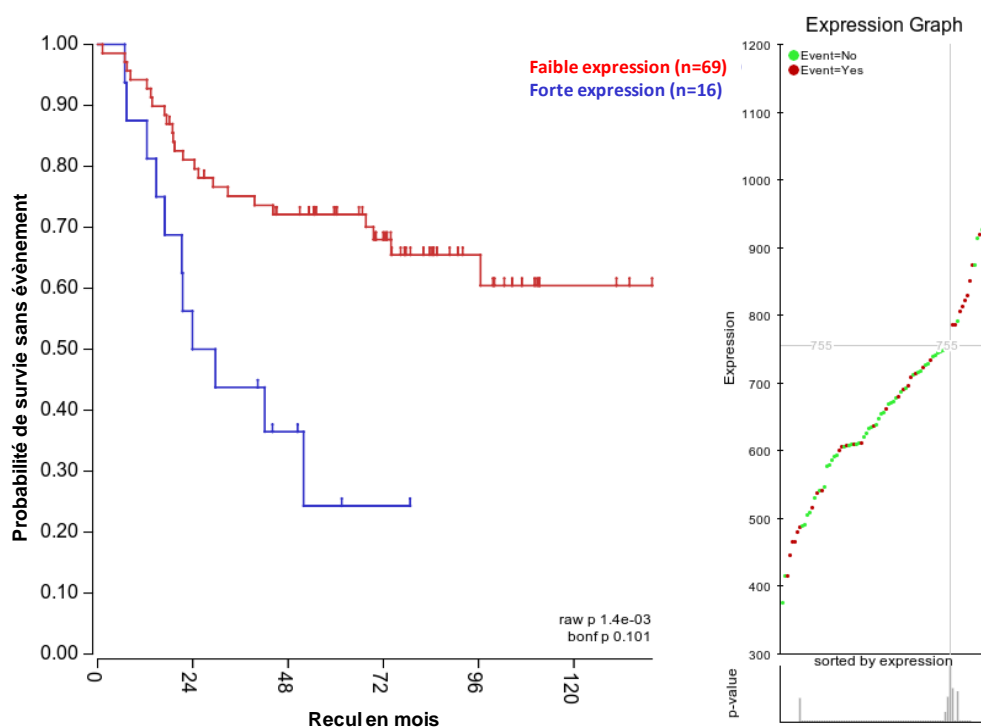 Probabilité de survie sans évènement
1.00
0.90
0.80
0.70
0.60
0.50
0.40
0.30
0.20
0.10
0.00
Faible expression (n=69)
Forte expression (n=16)
raw p 1.4e-03
bonf p 0.101
0
24
48
72
96
120
Recul en mois
Expression Graph
Event=No
Event=Yes
Expression
1200
1100
1000
900
800
700
600
500
400
300
755
755
sorted by expression
p-value